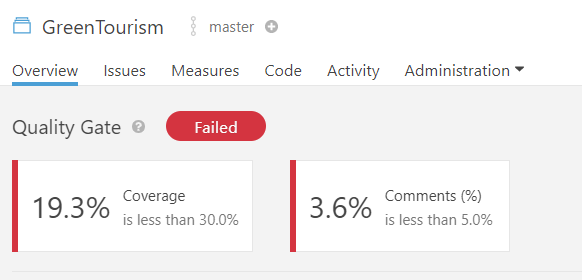 GreenTourism master
Overview Issues Measures Code Activity Administration
Quality Gate Failed
19.3% Coverage
is less than 30.0%
3.6% Comments (%)
is less than 5.0%